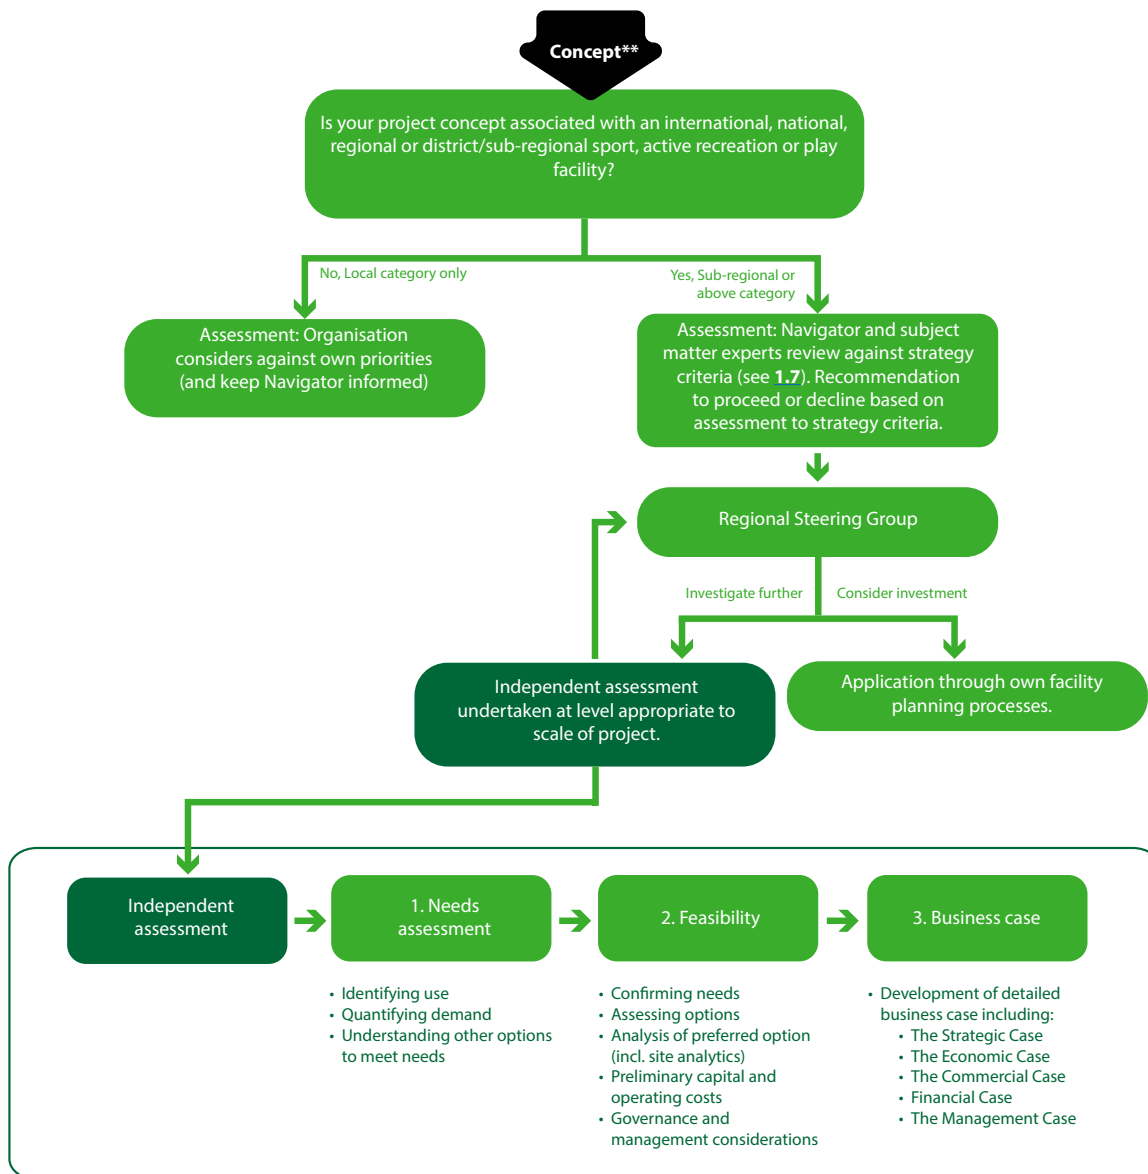 Concept**
Is your project concept associated with an international, national,
regional or district/sub-regional sport, active recreation or play
facility?
No, Local category only
Yes, Sub-regional or
above category
Assessment: Organisation
considers against own priorities
(and keep Navigator informed)
Assessment: Navigator and subject
matter experts review against strategy
criteria (see 1.7). Recommendation
to proceed or decline based on
assessment to strategy criteria.
Regional Steering Group
Investigate further
Consider investment
Independent assessment
undertaken at level appropriate to
scale of project.
Application through own facility
planning processes.
Independent
assessment
1. Needs
assessment
2. Feasibility
3. Business case
• Identifying use
• Quantifying demand
• Understanding other options
to meet needs
• Confirming needs
• Assessing options
• Analysis of preferred option
(incl. site analytics)
• Preliminary capital and
operating costs
• Governance and
management considerations
• Development of detailed
business case including:
• The Strategic Case
• The Economic Case
• The Commercial Case
• Financial Case
• The Management Case